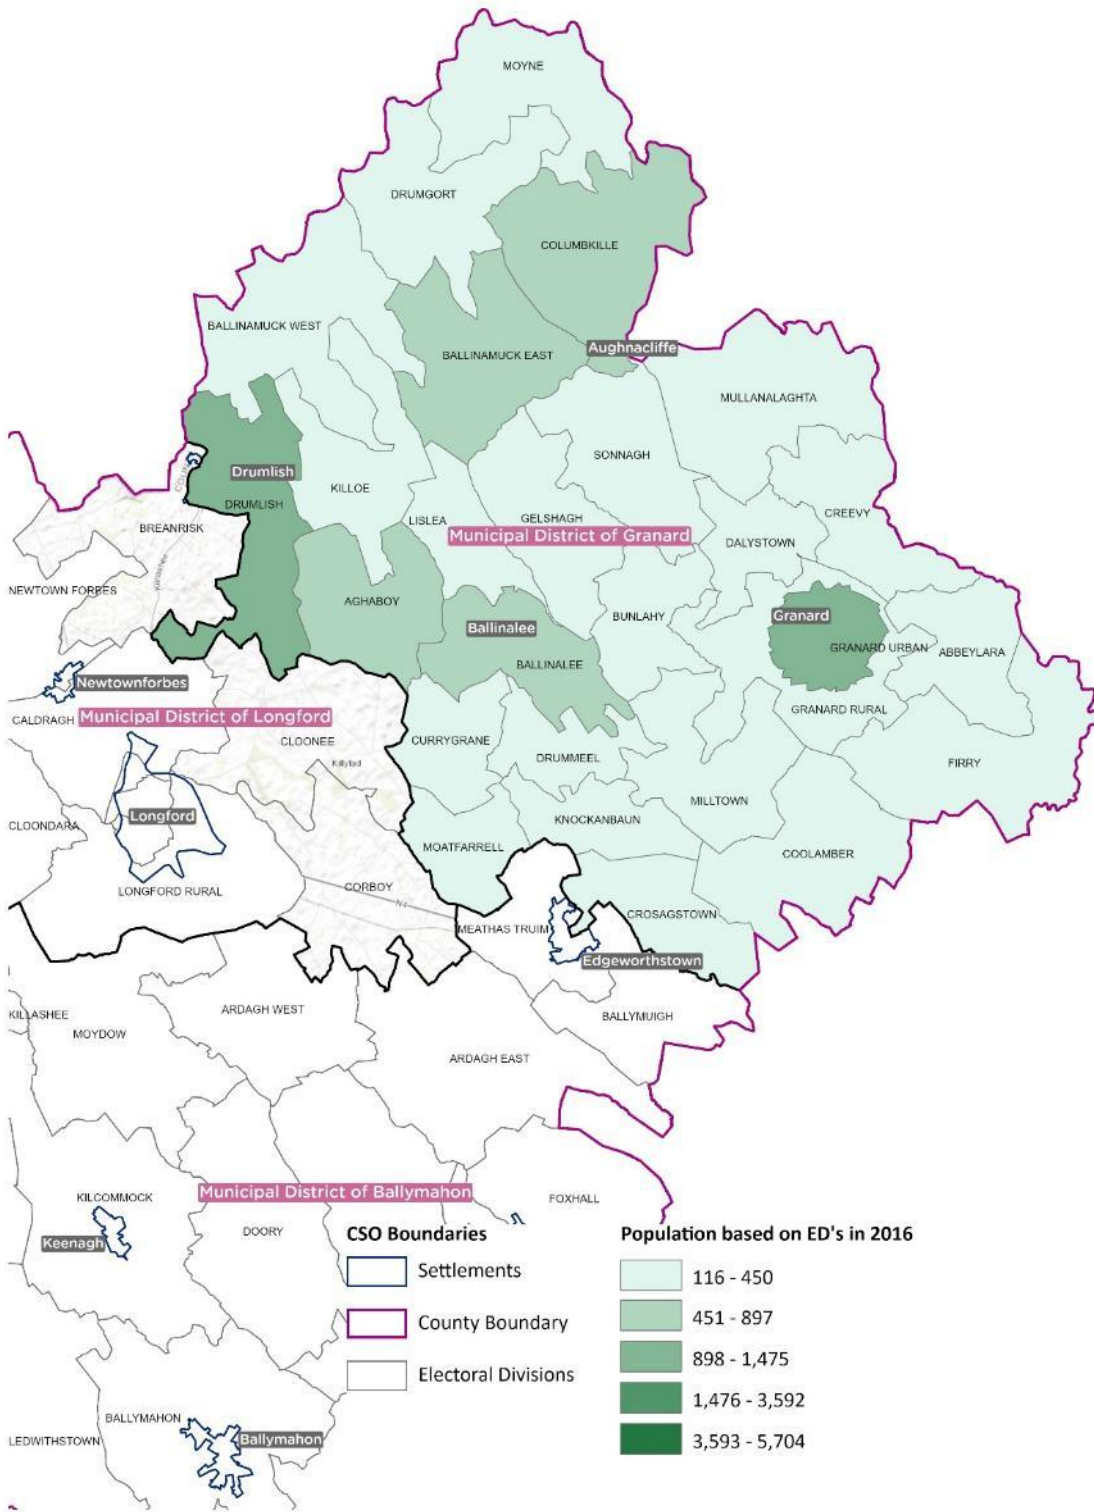 MOYNE
DRUMGORT
COLUMBKILLE
BALLINAMUCK WEST
BALLINAMUCK EAST
Aughnacliffe
MULLANALAGHTA
SONNAGH
Drumlish
KILLOE
DRUMLISH
LISLEA
GELSHAGH
CREEVY
BREANRISK
Municipal District of Granard
DALYSTOWN
NEWTOWN FORBES
AGHABOY
Ballinalee
BUNLAHY
Granard
GRANARD URBAN
ABBEYLARA
BALLINALEE
Newtownforbes
GRANARD RURAL
CALDRAGH
Municipal District of Longford
CLOONEE
CURRYGRANE
DRUMMEEL
FIRRY
Killyfad
MILLTOWN
CLOONDARA
Longford
KNOCKANBAUN
MOATFARRELL
COOLAMBER
LONGFORD RURAL
CORBOY
N4
CROSAGSTOWN
MEATHAS TRUIM
Edgeworthstown
ARDAGH WEST
BALLYMUIGH
KILLASHEE
MOYDOW
ARDAGH EAST
Municipal District of Ballymahon
KILCOMMOCK
FOXHALL
DOORY
Keenagh
CSO Boundaries
Settlements
County Boundary
Electoral Divisions
Population based on ED's in 2016
116 - 450
451 - 897
898 - 1,475
1,476 - 3,592
3,593 - 5,704
BALLYMAHON
LEDWITHSTOWN
Ballymahon